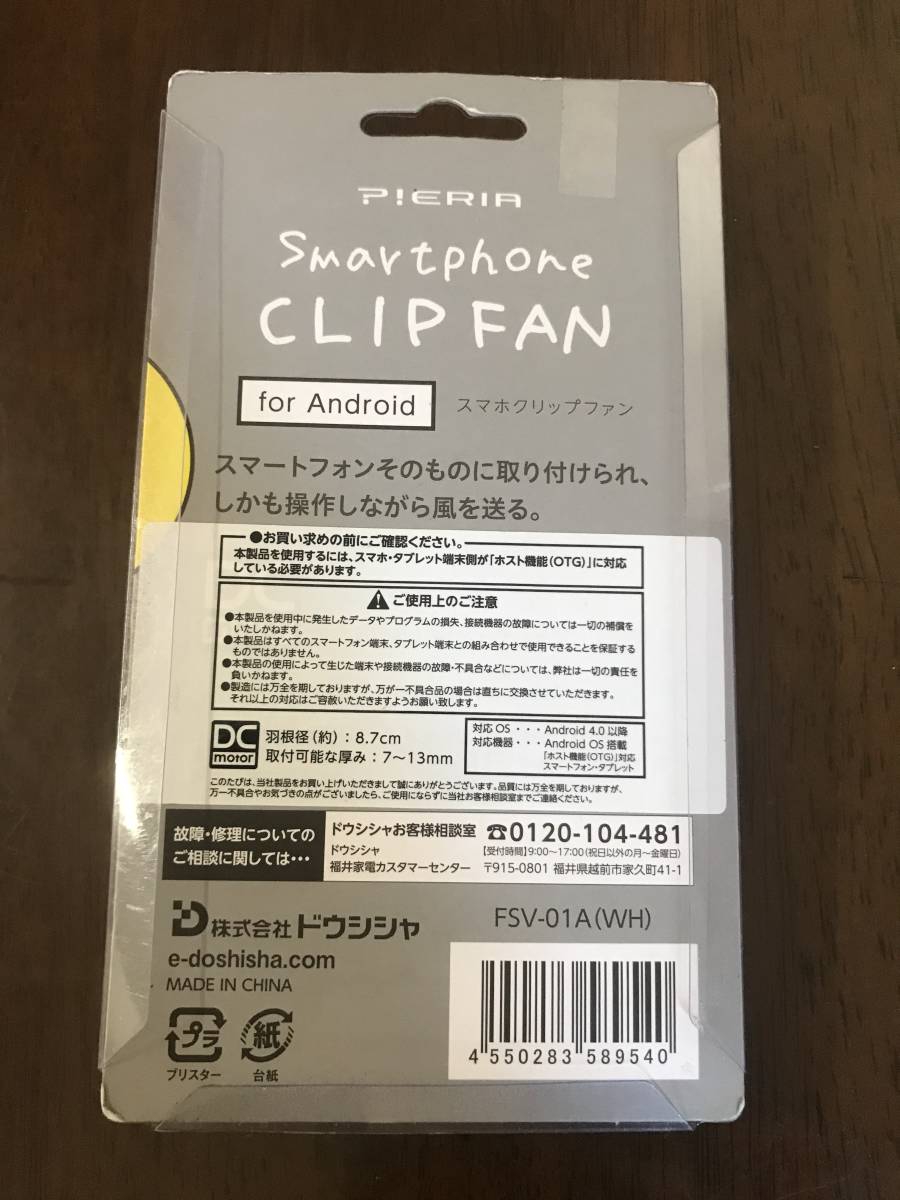 P!ERIA
Smartphone
CLIP FAN
for Android
スマホクリップファン
スマートフォンそのものに取り付けられ、
しかも操作しながら風を送る。
●お買い求めの前にご確認ください。
本製品を使用するには、スマホ・タブレット端末側が「ホスト機能(OTG)」に対応
している必要があります。
ご使用上のご注意
●本製品を使用中に発生したデータやプログラムの損失、接続機器の故障については一切の補償を
いたしかねます。
●本製品はすべてのスマートフォン端末、タブレット端末との組み合わせで使用できることを保証する
ものではありません。
●本製品の使用によって生じた端末や接続機器の故障・不具合などについては、弊社は一切の責任を
負いかねます。
●製造には万全を期しておりますが、万が一不具合品の場合は直ちに交換させていただきます。
それ以上の対応はご容赦いただきますようお願い致します。
DC
motor
羽根径(約):8.7cm
取付可能な厚み:7〜13mm
対応OS・・・Android 4.0以降
対応機器・・・Android OS搭載
「ホスト機能(OTG)」対応
スマートフォン・タブレット
このたびは、当社製品をお買い上げいただきまして誠にありがとうございます。品質には万全を期しておりますが、
万一不具合やお気づきの点がございましたら、ご使用にならずに当社お客様相談室までご連絡ください。
故障・修理についての
ご相談に関しては・・・
ドウシシャお客様相談室 ☎0120-104-481
ドウシシャ 【受付時間】9:00〜17:00(祝日以外の月〜金曜日)
福井家電カスタマーセンター 〒915-0801 福井県越前市家久町41-1
株式会社ドウシシャ
FSV-01A(WH)
e-doshisha.com
MADE IN CHINA
プラ
紙
ブリスター
台紙
4 550283 589540